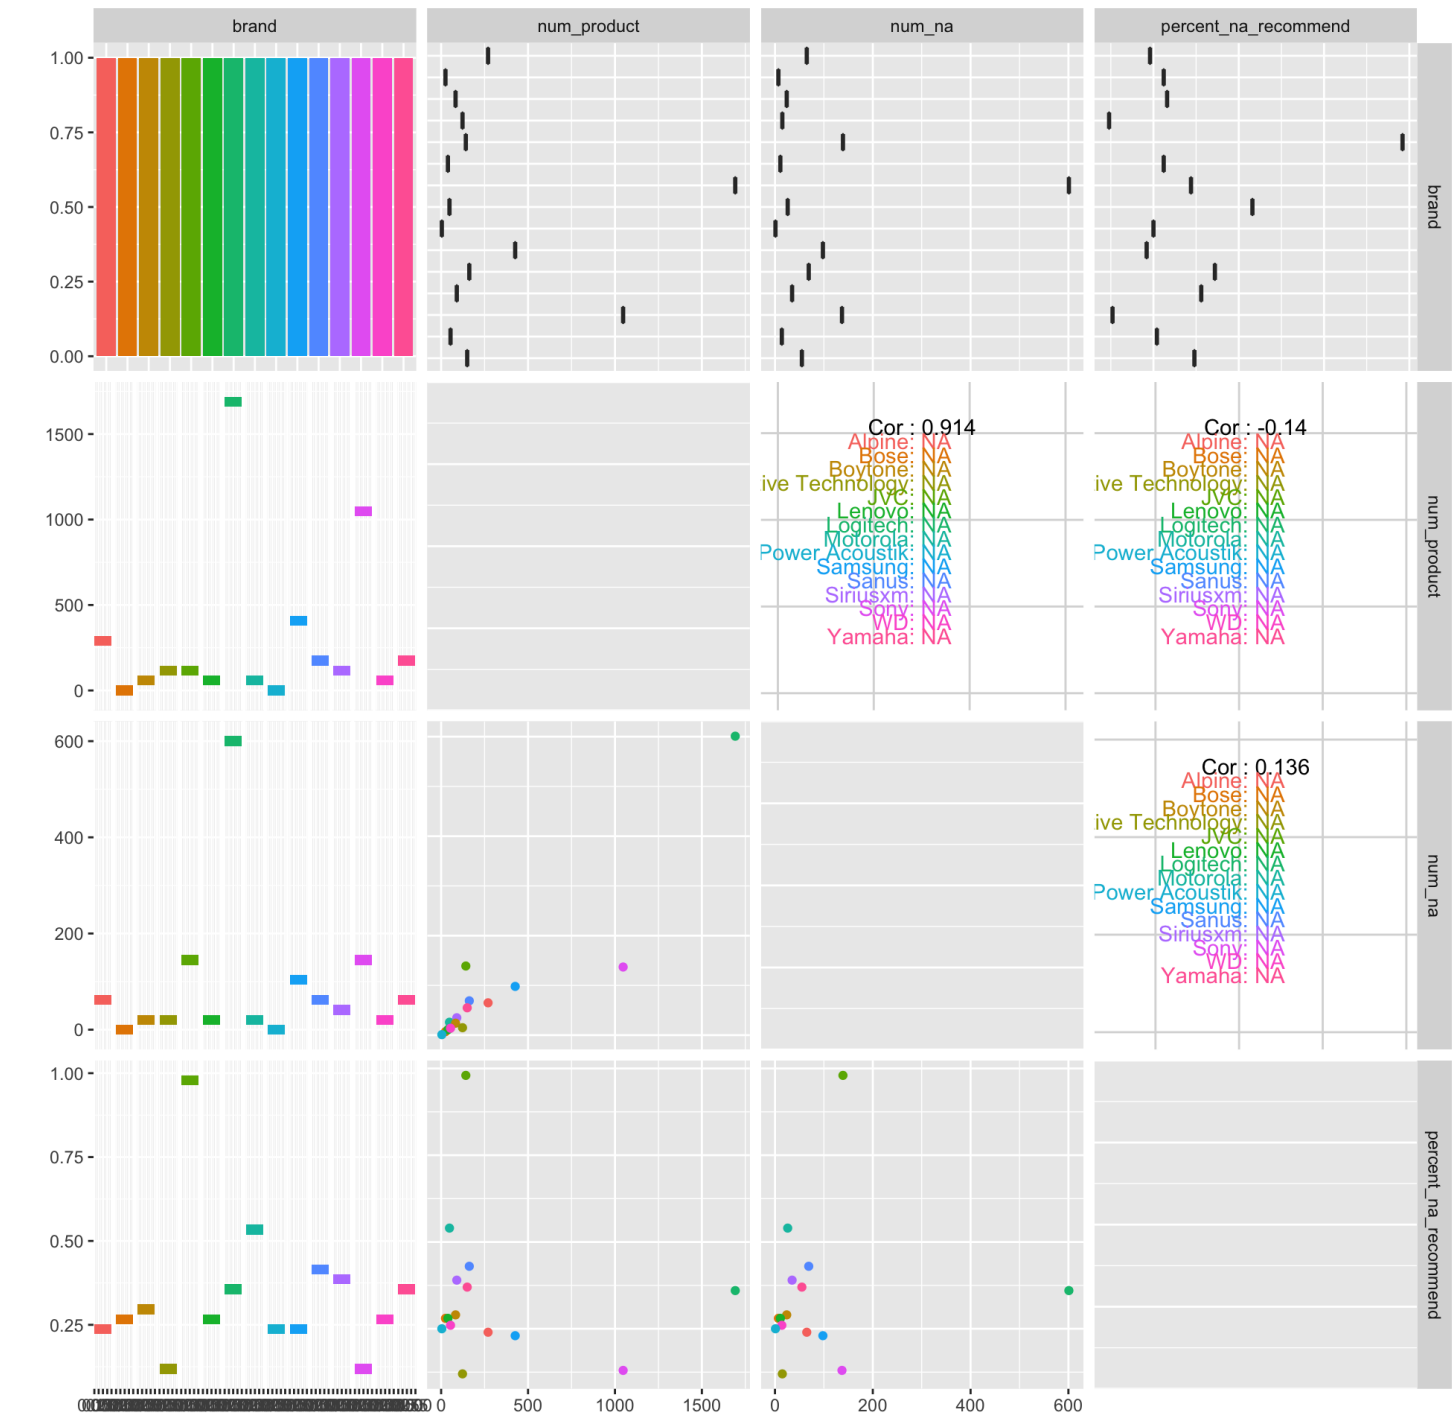 brand
num_product
num_na
percent_na_recommend
1.00
0.75
0.50
0.25
0.00
brand
1500
1000
500
0
Cor : 0.914
Alpine: NA
Bose: NA
Boytone: NA
ive Technology: NA
JVC: NA
Lenovo: NA
Logitech: NA
Motorola: NA
Power Acoustik: NA
Samsung: NA
Sanus: NA
Siriusxm: NA
Sony: NA
WD: NA
Yamaha: NA
Cor : -0.14
Alpine: NA
Bose: NA
Boytone: NA
ive Technology: NA
JVC: NA
Lenovo: NA
Logitech: NA
Motorola: NA
Power Acoustik: NA
Samsung: NA
Sanus: NA
Siriusxm: NA
Sony: NA
WD: NA
Yamaha: NA
num_product
600
400
200
0
Cor : 0.136
Alpine: NA
Bose: NA
Boytone: NA
ive Technology: NA
JVC: NA
Lenovo: NA
Logitech: NA
Motorola: NA
Power Acoustik: NA
Samsung: NA
Sanus: NA
Siriusxm: NA
Sony: NA
WD: NA
Yamaha: NA
num_na
1.00
0.75
0.50
0.25
percent_na_recommend
0 500 1000 1500
0 200 400 600